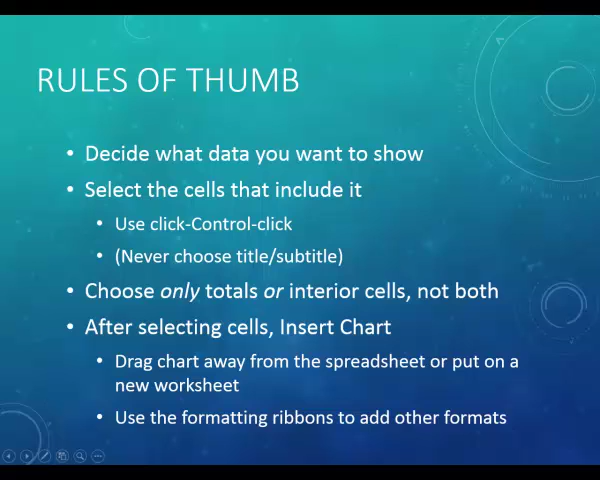 RULES OF THUMB
• Decide what data you want to show
• Select the cells that include it
• Use click-Control-click
• (Never choose title/subtitle)
• Choose only totals or interior cells, not both
• After selecting cells, Insert Chart
• Drag chart away from the spreadsheet or put on a
new worksheet
• Use the formatting ribbons to add other formats